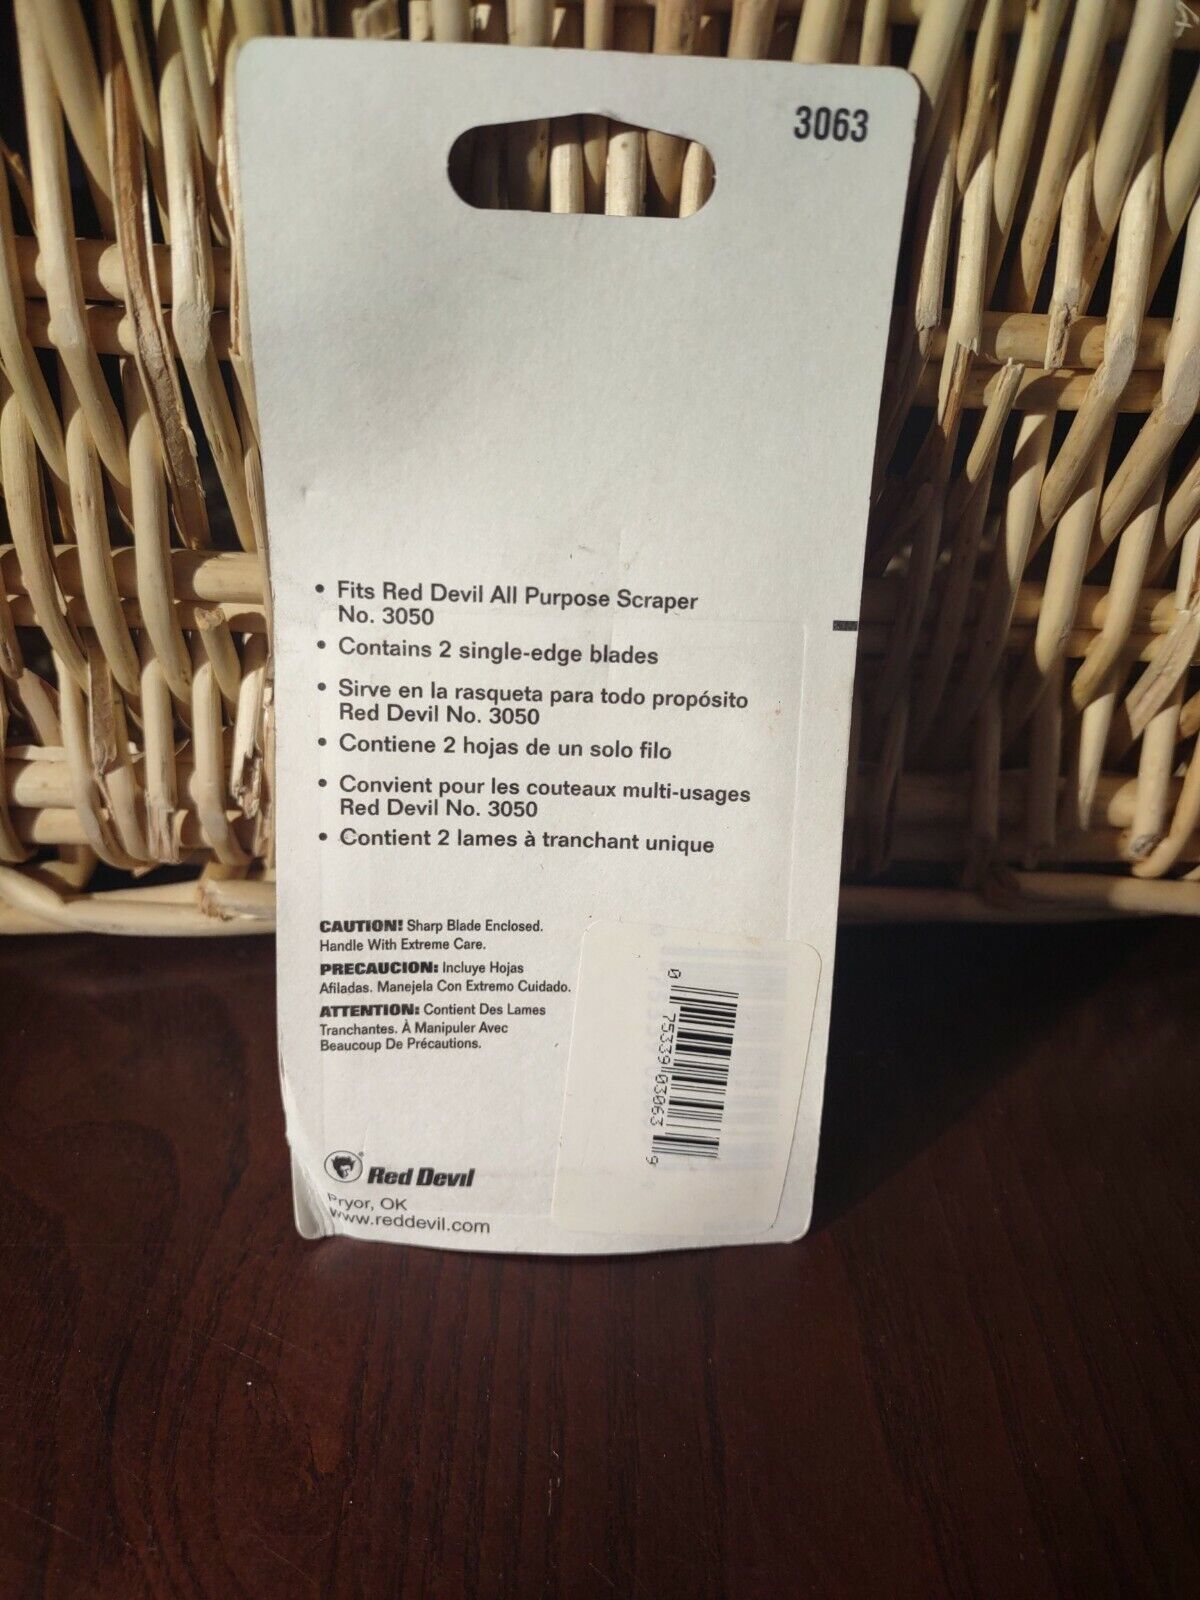 3063
• Fits Red Devil All Purpose Scraper
No. 3050
• Contains 2 single-edge blades
• Sirve en la rasqueta para todo propósito
Red Devil No. 3050
• Contiene 2 hojas de un solo filo
• Convient pour les couteaux multi-usages
Red Devil No. 3050
• Contient 2 lames à tranchant unique
CAUTION! Sharp Blade Enclosed.
Handle With Extreme Care.
PRECAUCION: Incluye Hojas
Afiladas. Manejela Con Extremo Cuidado.
ATTENTION: Contient Des Lames
Tranchantes. À Manipuler Avec
Beaucoup De Précautions.
0 75339 03063 9
® Red Devil
Pryor, OK
www.reddevil.com